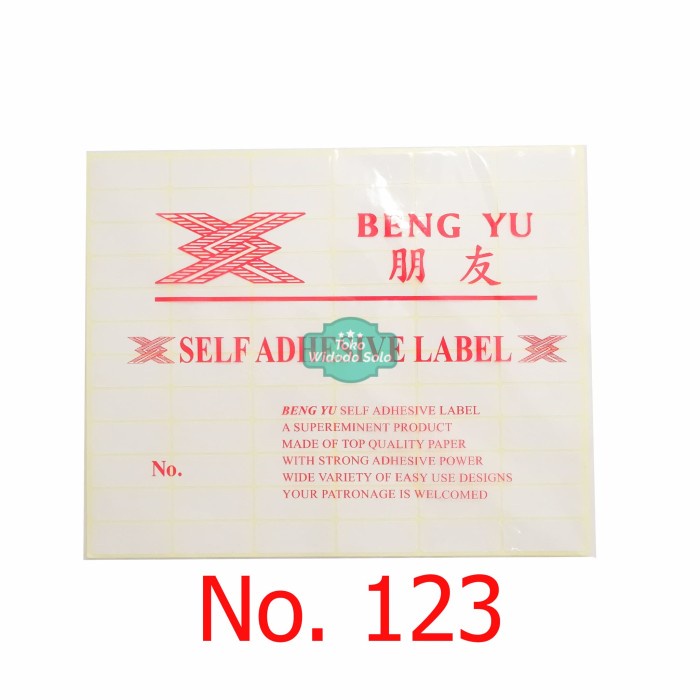 BENG YU
朋友
SELF ADHESIVE LABEL
Toko
Widodo Solo
BENG YU SELF ADHESIVE LABEL
A SUPEREMINENT PRODUCT
MADE OF TOP QUALITY PAPER
WITH STRONG ADHESIVE POWER
WIDE VARIETY OF EASY USE DESIGNS
YOUR PATRONAGE IS WELCOMED
No.
No. 123